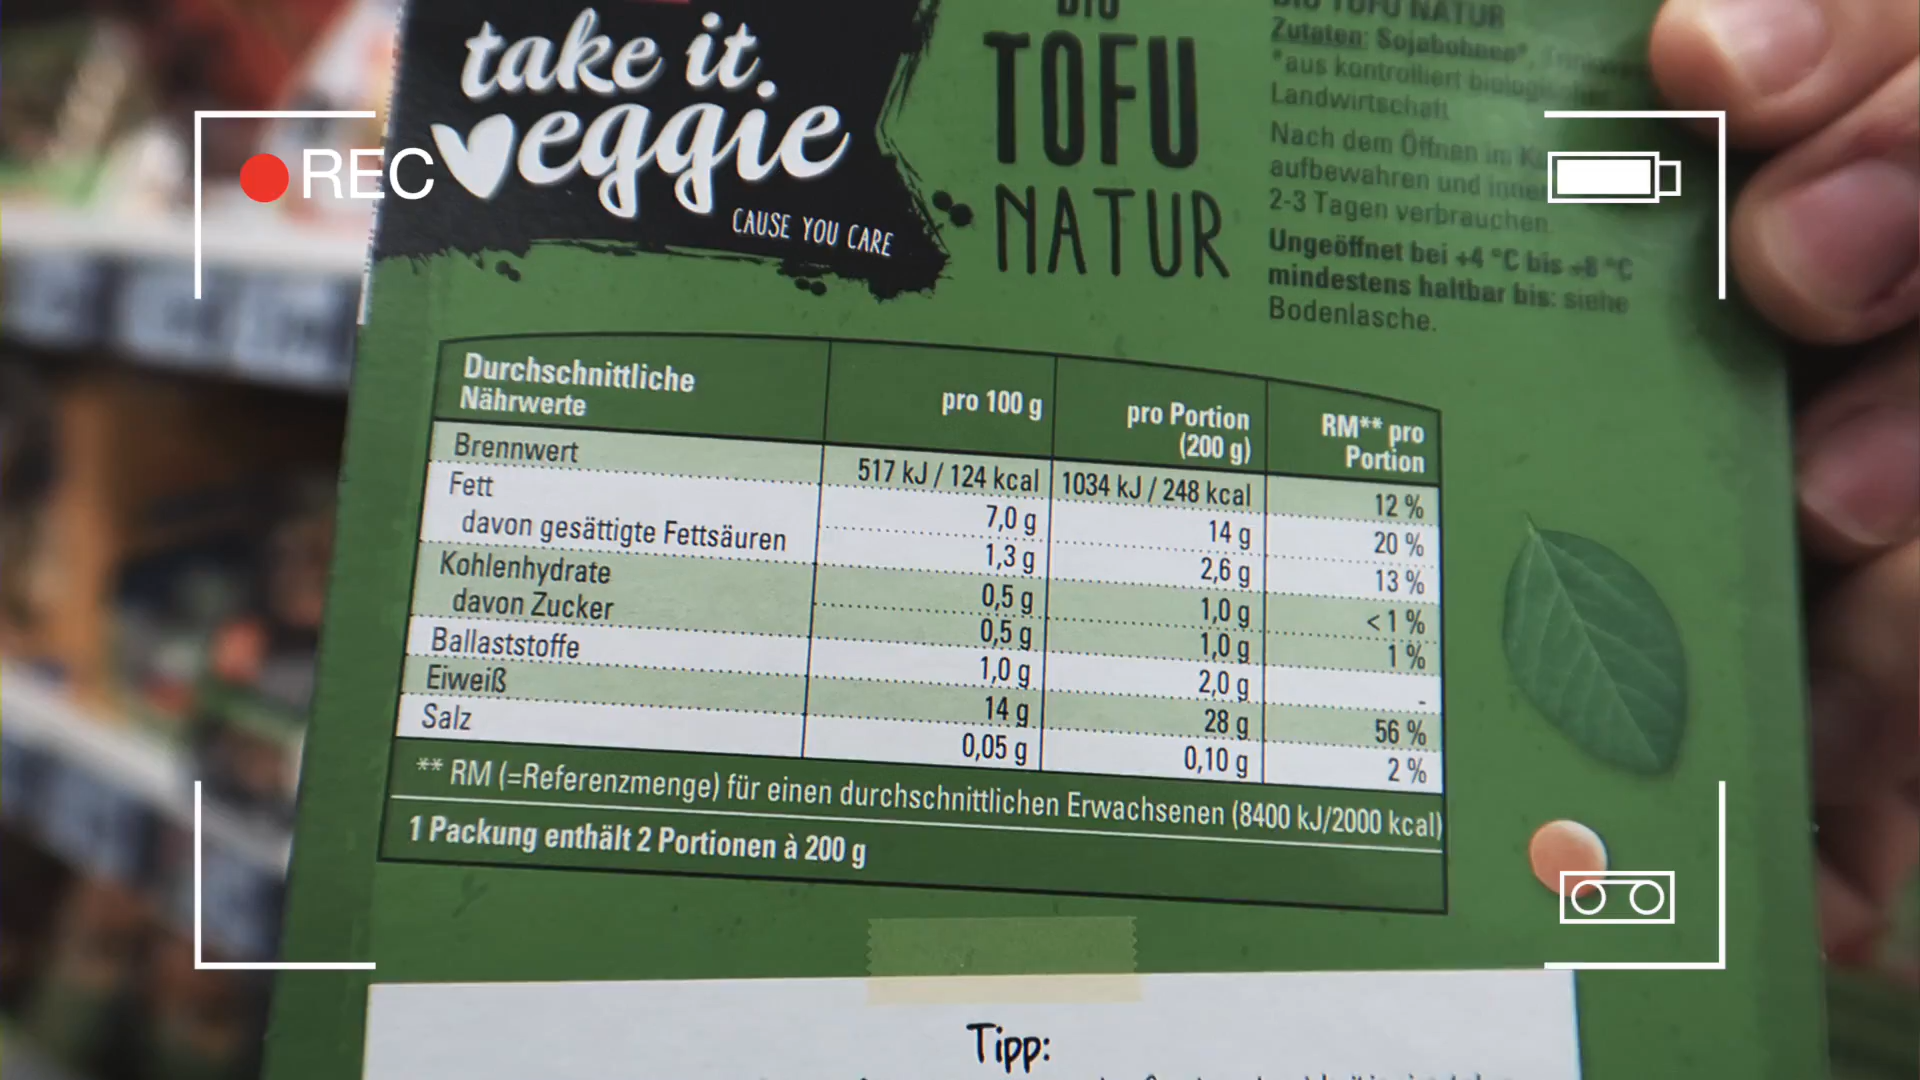 REC
take it
veggie
CAUSE YOU CARE
BIO
TOFU
NATUR
BIO TOFU NATUR
Zutaten: Sojabohnen*,
*aus kontrolliert
Landwirtschaft
Nach dem Öffnen im
aufbewahren und
2-3 Tagen verbrauchen.
Ungeöffnet bei +4 °C bis +8 °C
mindestens haltbar bis: siehe
Bodenlasche.
Durchschnittliche Nährwerte pro 100 g pro Portion (200 g) RM** pro Portion
Brennwert 517 kJ / 124 kcal 1034 kJ / 248 kcal 12 %
Fett 7,0 g 14 g 20 %
davon gesättigte Fettsäuren 1,3 g 2,6 g 13 %
Kohlenhydrate 0,5 g 1,0 g < 1 %
davon Zucker 0,5 g 1,0 g 1 %
Ballaststoffe 1,0 g 2,0 g -
Eiweiß 14 g 28 g 56 %
Salz 0,05 g 0,10 g 2 %
** RM (=Referenzmenge) für einen durchschnittlichen Erwachsenen (8400 kJ/2000 kcal)
1 Packung enthält 2 Portionen à 200 g
Tipp: